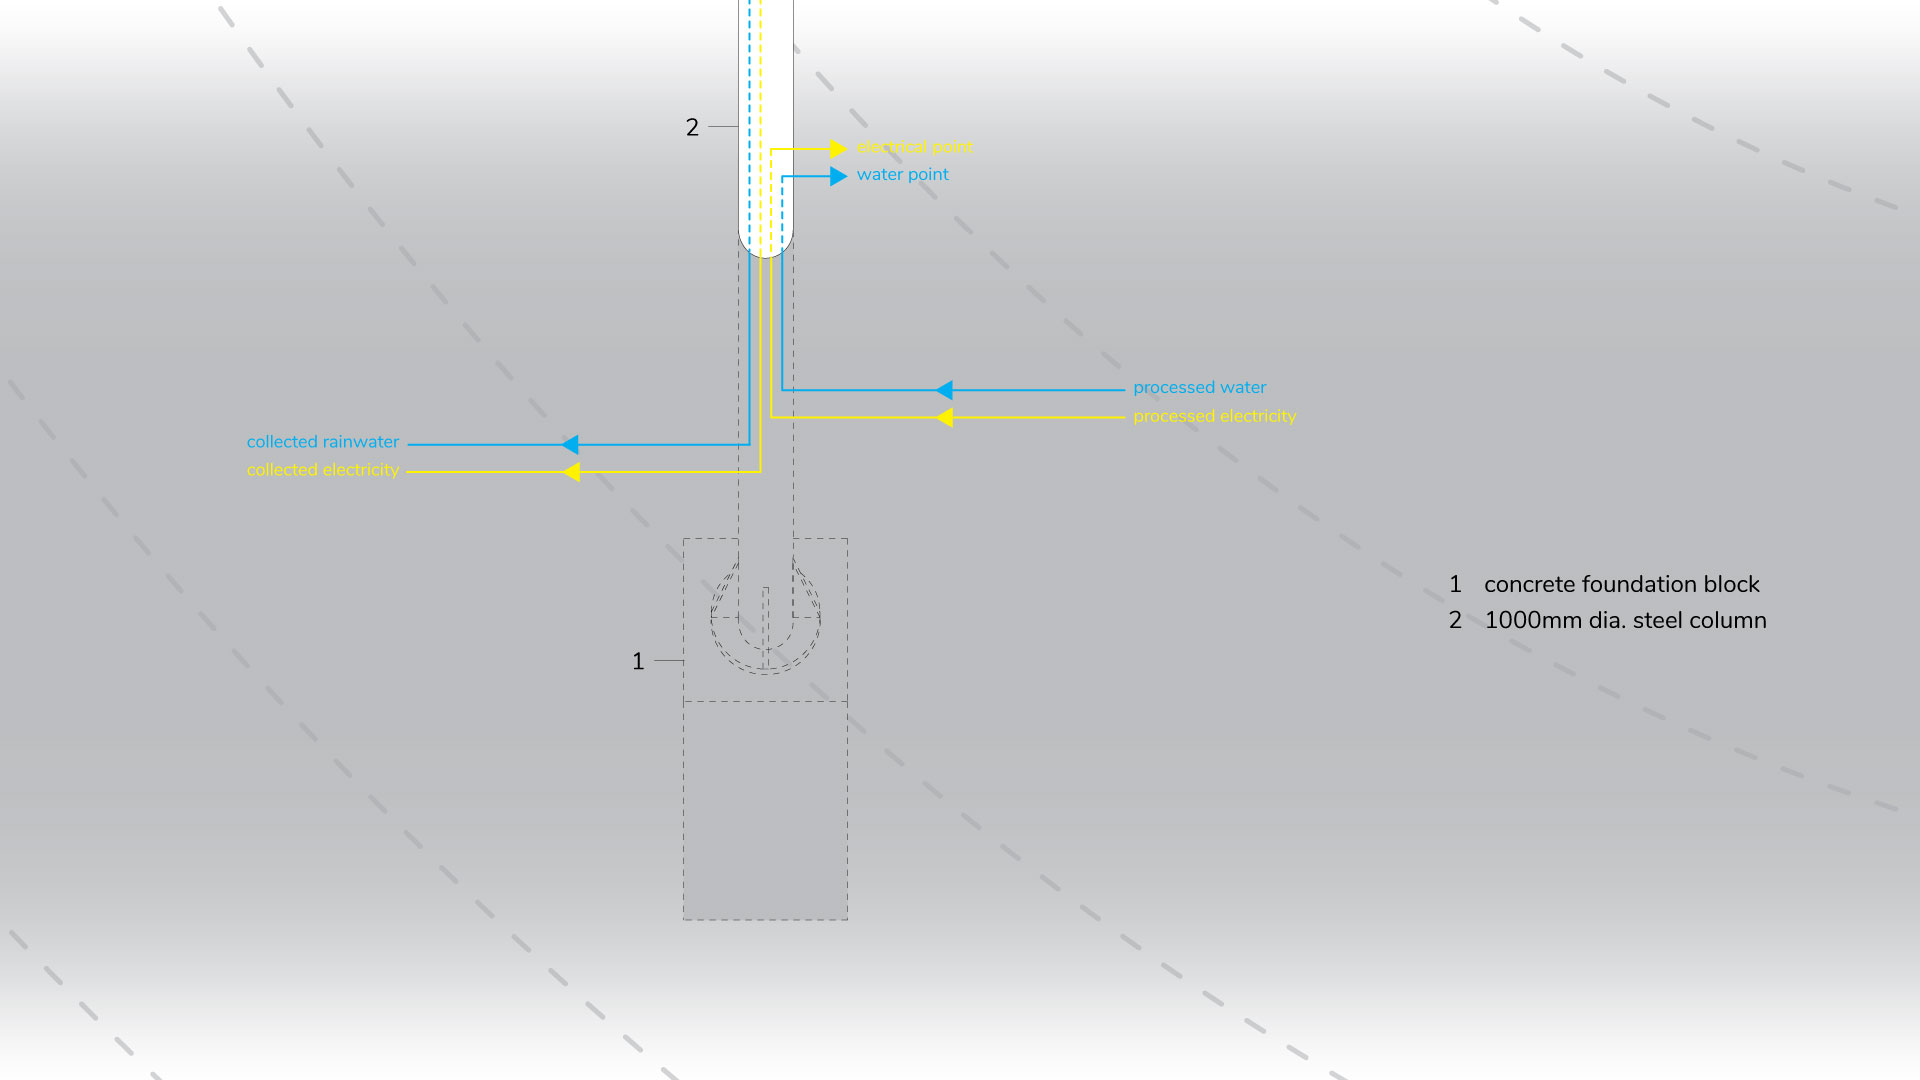 2
electrical point
water point
processed water
processed electricity
collected rainwater
collected electricity
1 concrete foundation block
2 1000mm dia. steel column
1